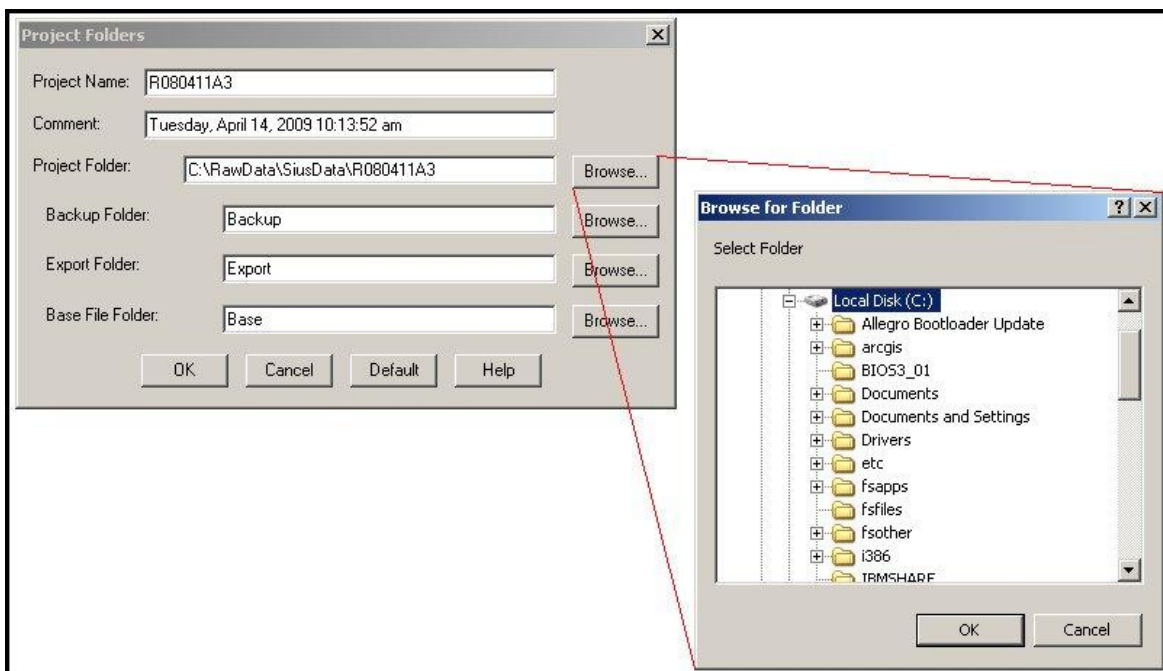 Project Folders
Project Name: R080411A3
Comment: Tuesday, April 14, 2009 10:13:52 am
Project Folder: C:\RawData\SiusData\R080411A3 Browse...
Backup Folder: Backup Browse...
Export Folder: Export Browse...
Base File Folder: Base Browse...
OK Cancel Default Help
Browse for Folder
Select Folder
Local Disk (C:)
Allegro Bootloader Update
arcgis
BIOS3_01
Documents
Documents and Settings
Drivers
etc
fsapps
fsfiles
fsother
i386
IBMSHARE
OK Cancel